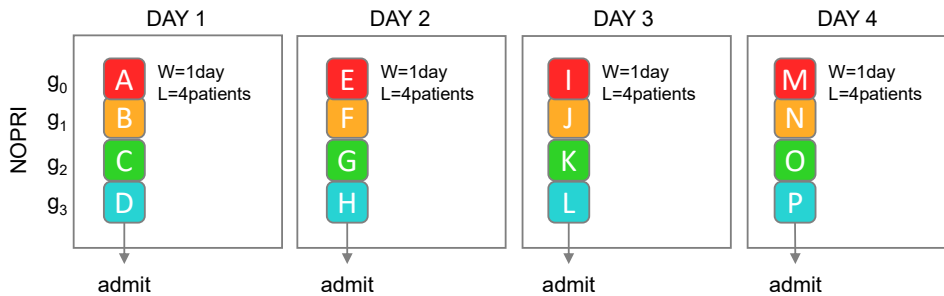 DAY 1 DAY 2 DAY 3 DAY 4
NOPRI
g0 A W=1day E W=1day I W=1day M W=1day
L=4patients L=4patients L=4patients L=4patients
g1 B F J N
g2 C G K O
g3 D H L P
admit admit admit admit